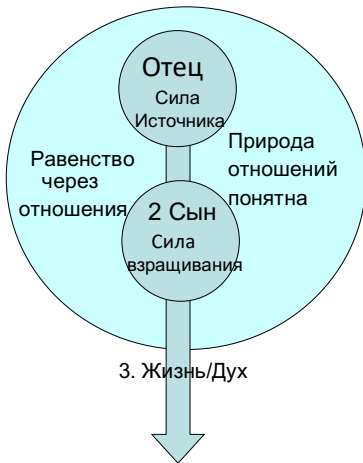 Отец
Сила
Источника
Равенство
через
отношения
Природа
отношений
понятна
2 Сын
Сила
взращивания
3. Жизнь/Дух